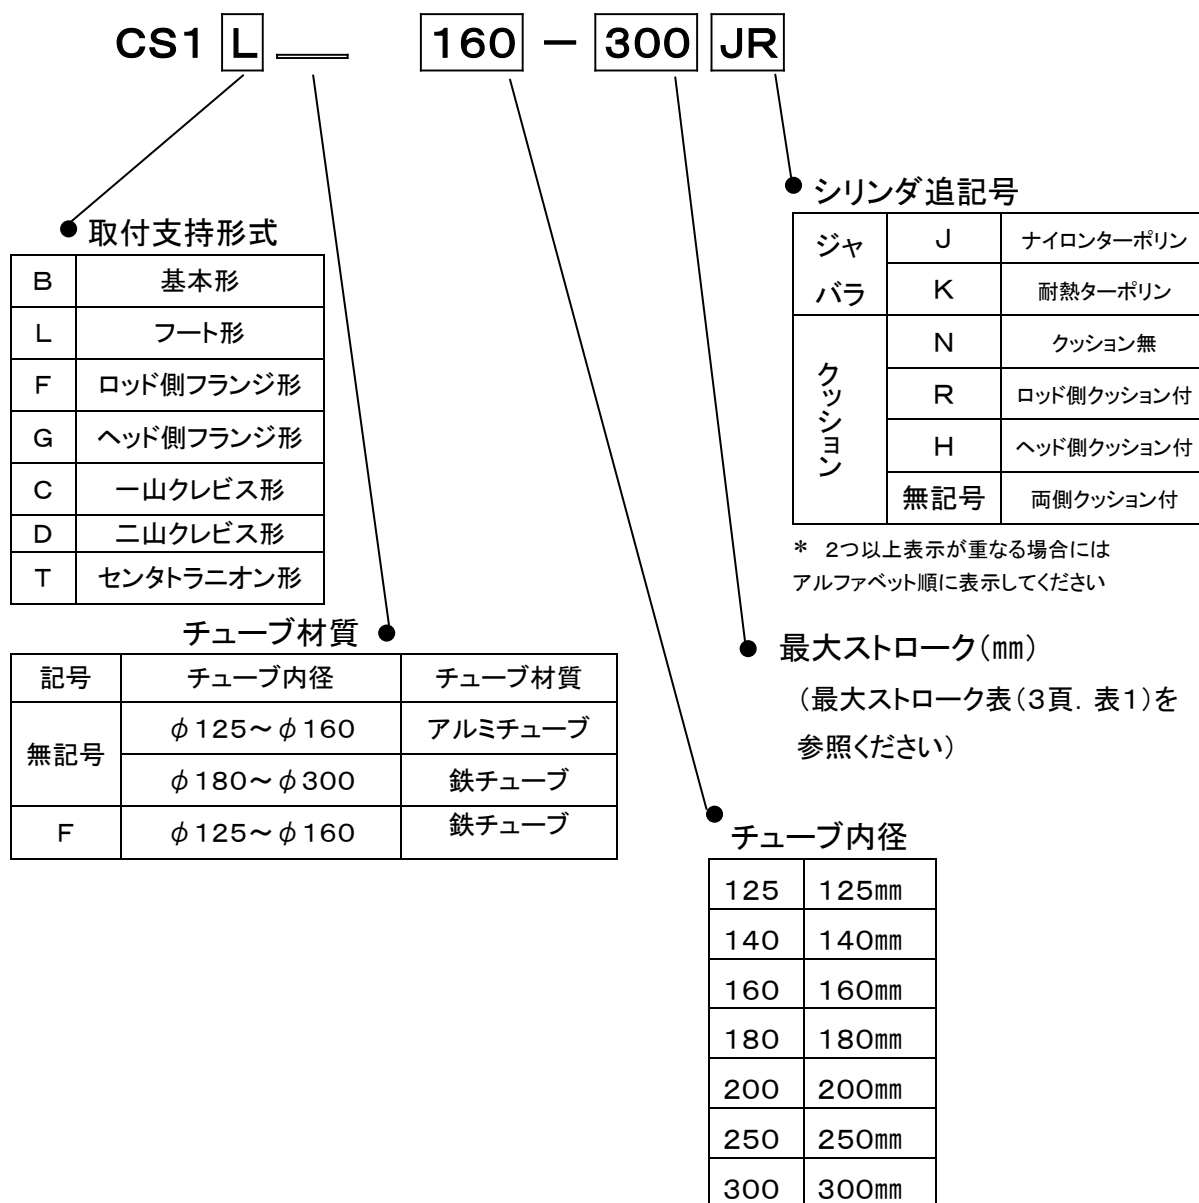 CS1 L 160 － 300 JR
シリンダ追記号
ジャバラ J ナイロンターポリン
K 耐熱ターポリン
クッション N クッション無
R ロッド側クッション付
H ヘッド側クッション付
無記号 両側クッション付
＊ 2つ以上表示が重なる場合には
アルファベット順に表示してください
取付支持形式
B 基本形
L フート形
F ロッド側フランジ形
G ヘッド側フランジ形
C 一山クレビス形
D 二山クレビス形
T センタトラニオン形
チューブ材質
記号 チューブ内径 チューブ材質
無記号 φ125～φ160 アルミチューブ
φ180～φ300 鉄チューブ
F φ125～φ160 鉄チューブ
最大ストローク(㎜)
（最大ストローク表(3頁．表1)を
参照ください）
チューブ内径
125 125㎜
140 140㎜
160 160㎜
180 180㎜
200 200㎜
250 250㎜
300 300㎜